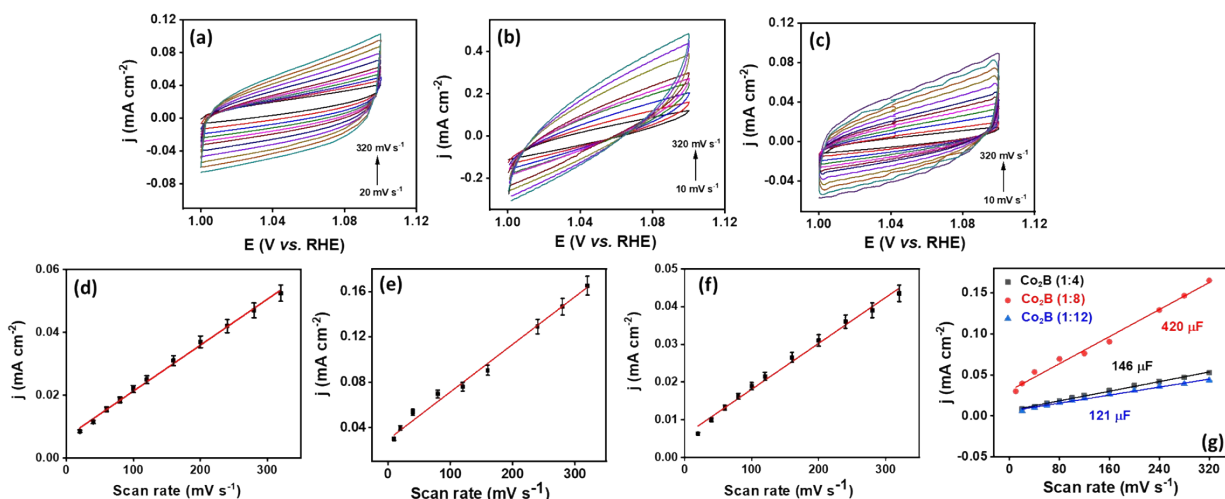 (a)
j (mA cm⁻²)
0.12
0.08
0.04
0.00
-0.04
-0.08
320 mV s⁻¹
20 mV s⁻¹
1.00
1.04
1.08
1.12
E (V vs. RHE)
(b)
j (mA cm⁻²)
0.4
0.2
0.0
-0.2
320 mV s⁻¹
10 mV s⁻¹
1.00
1.04
1.08
1.12
E (V vs. RHE)
(c)
j (mA cm⁻²)
0.12
0.08
0.04
0.00
-0.04
320 mV s⁻¹
10 mV s⁻¹
1.00
1.04
1.08
1.12
E (V vs. RHE)
(d)
j (mA cm⁻²)
0.06
0.04
0.02
0.00
0
100
200
300
Scan rate (mV s⁻¹)
(e)
j (mA cm⁻²)
0.16
0.12
0.08
0.04
0
100
200
300
Scan rate (mV s⁻¹)
(f)
j (mA cm⁻²)
0.05
0.04
0.03
0.02
0.01
0.00
0
100
200
300
Scan rate (mV s⁻¹)
Co₂B (1:4)
Co₂B (1:8)
Co₂B (1:12)
420 µF
146 µF
121 µF
(g)
j (mA cm⁻²)
0.15
0.10
0.05
0.00
-0.05
0
80
160
240
320
Scan rate (mV s⁻¹)